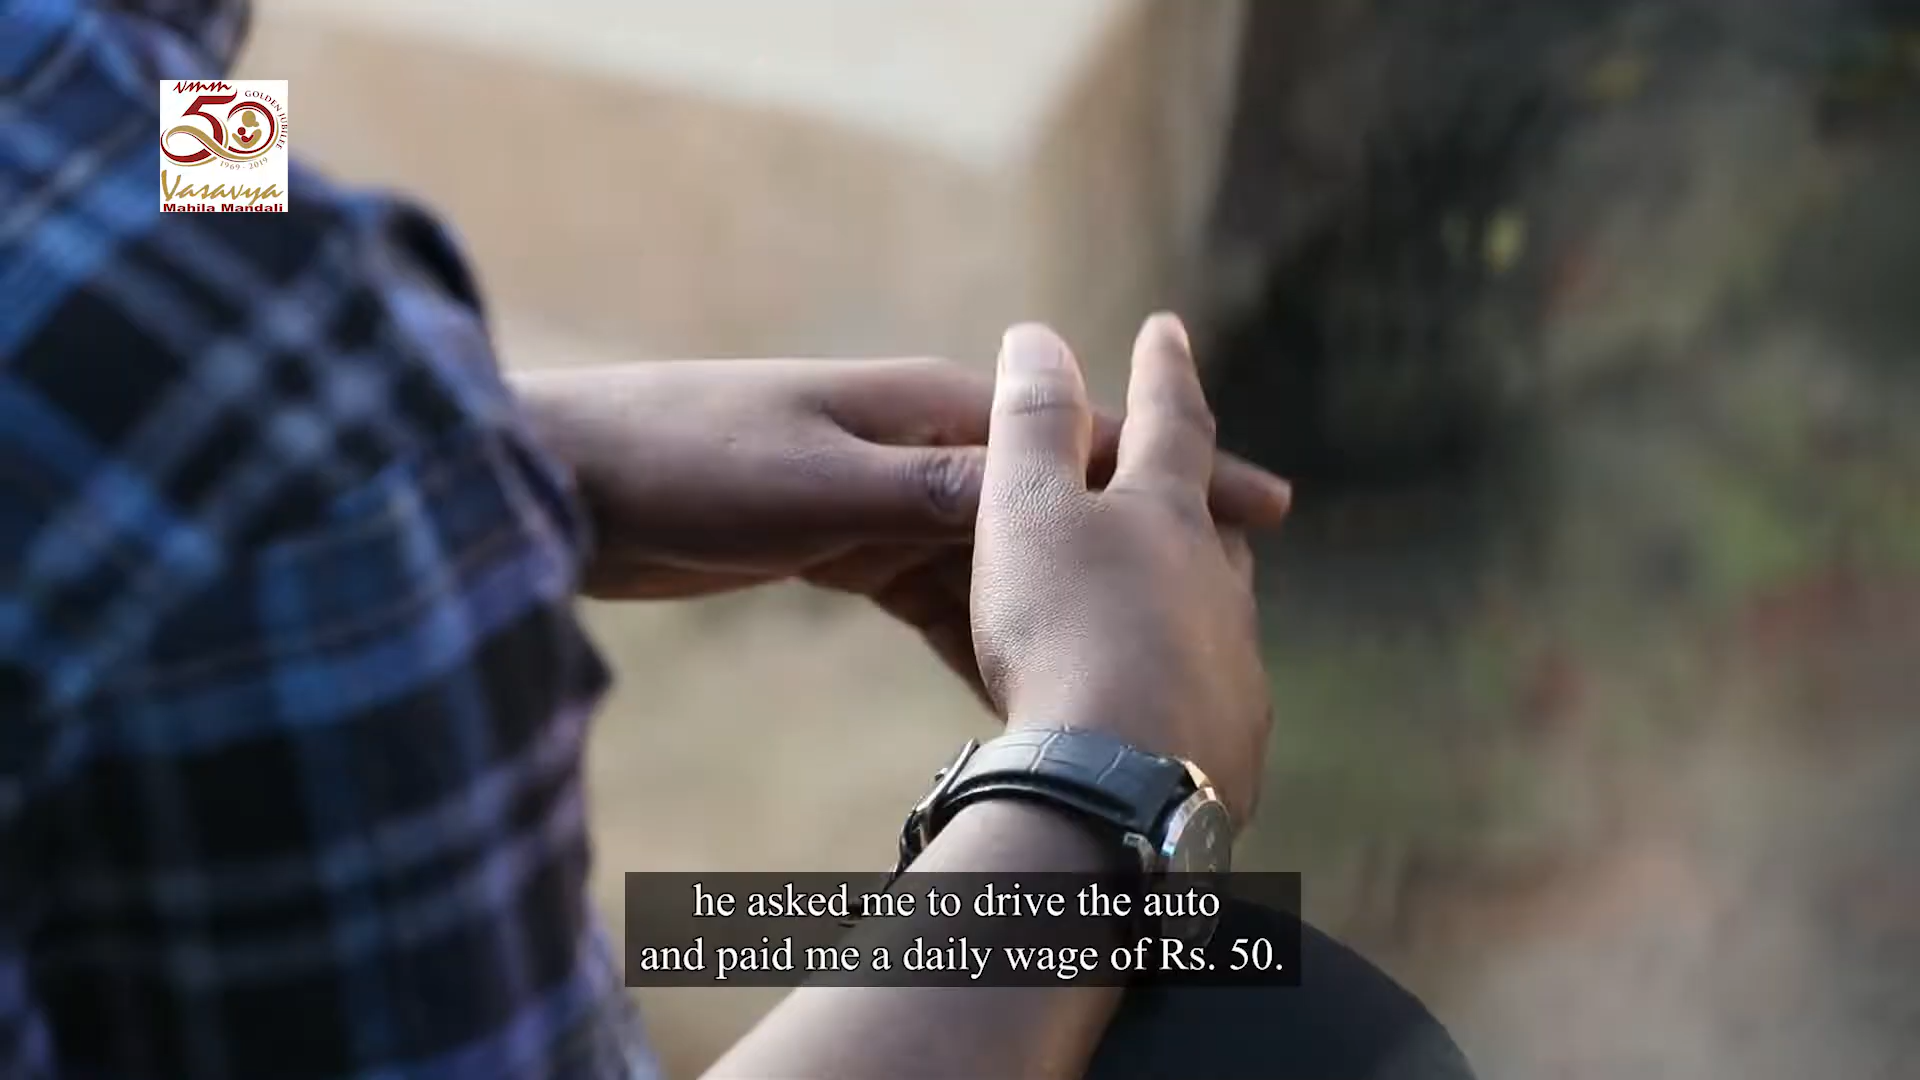 vmm
50
GOLDEN JUBILEE
1969 - 2019
Vasavya
Mahila Mandali
he asked me to drive the auto
and paid me a daily wage of Rs. 50.